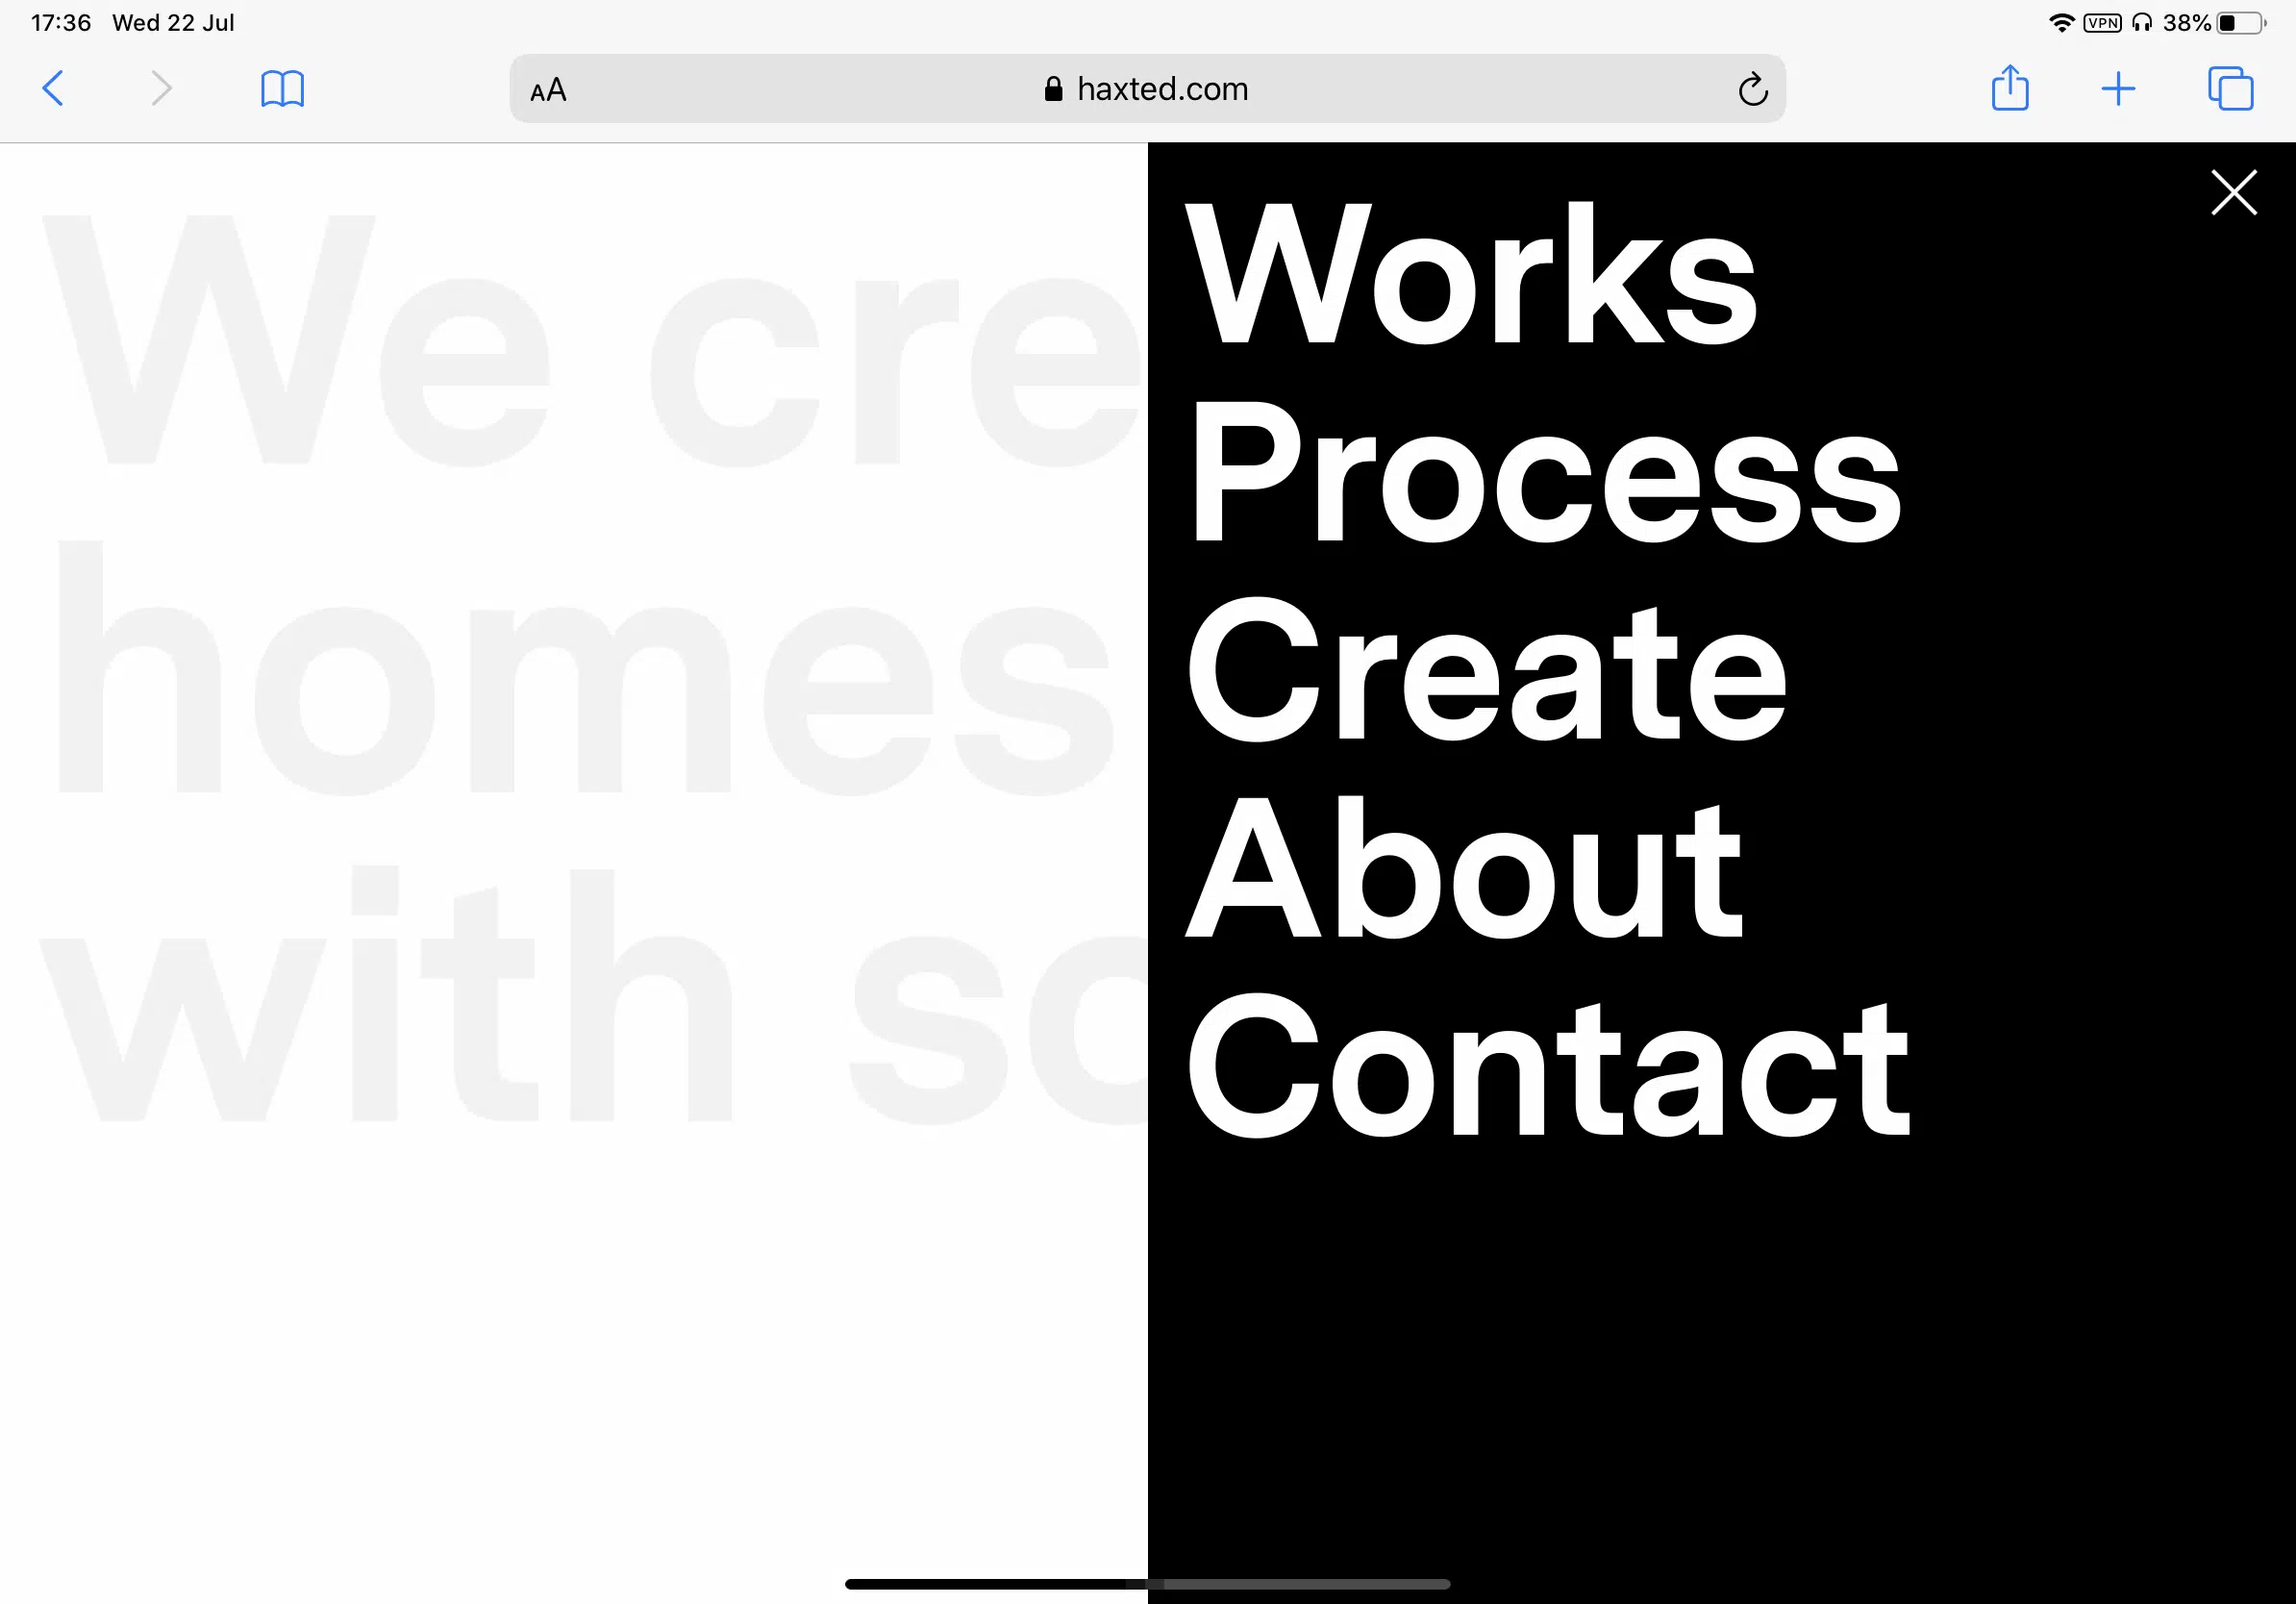 17:36 Wed 22 Jul
VPN 38%
AA haxted.com
We cre
homes
with so
Works
Process
Create
About
Contact